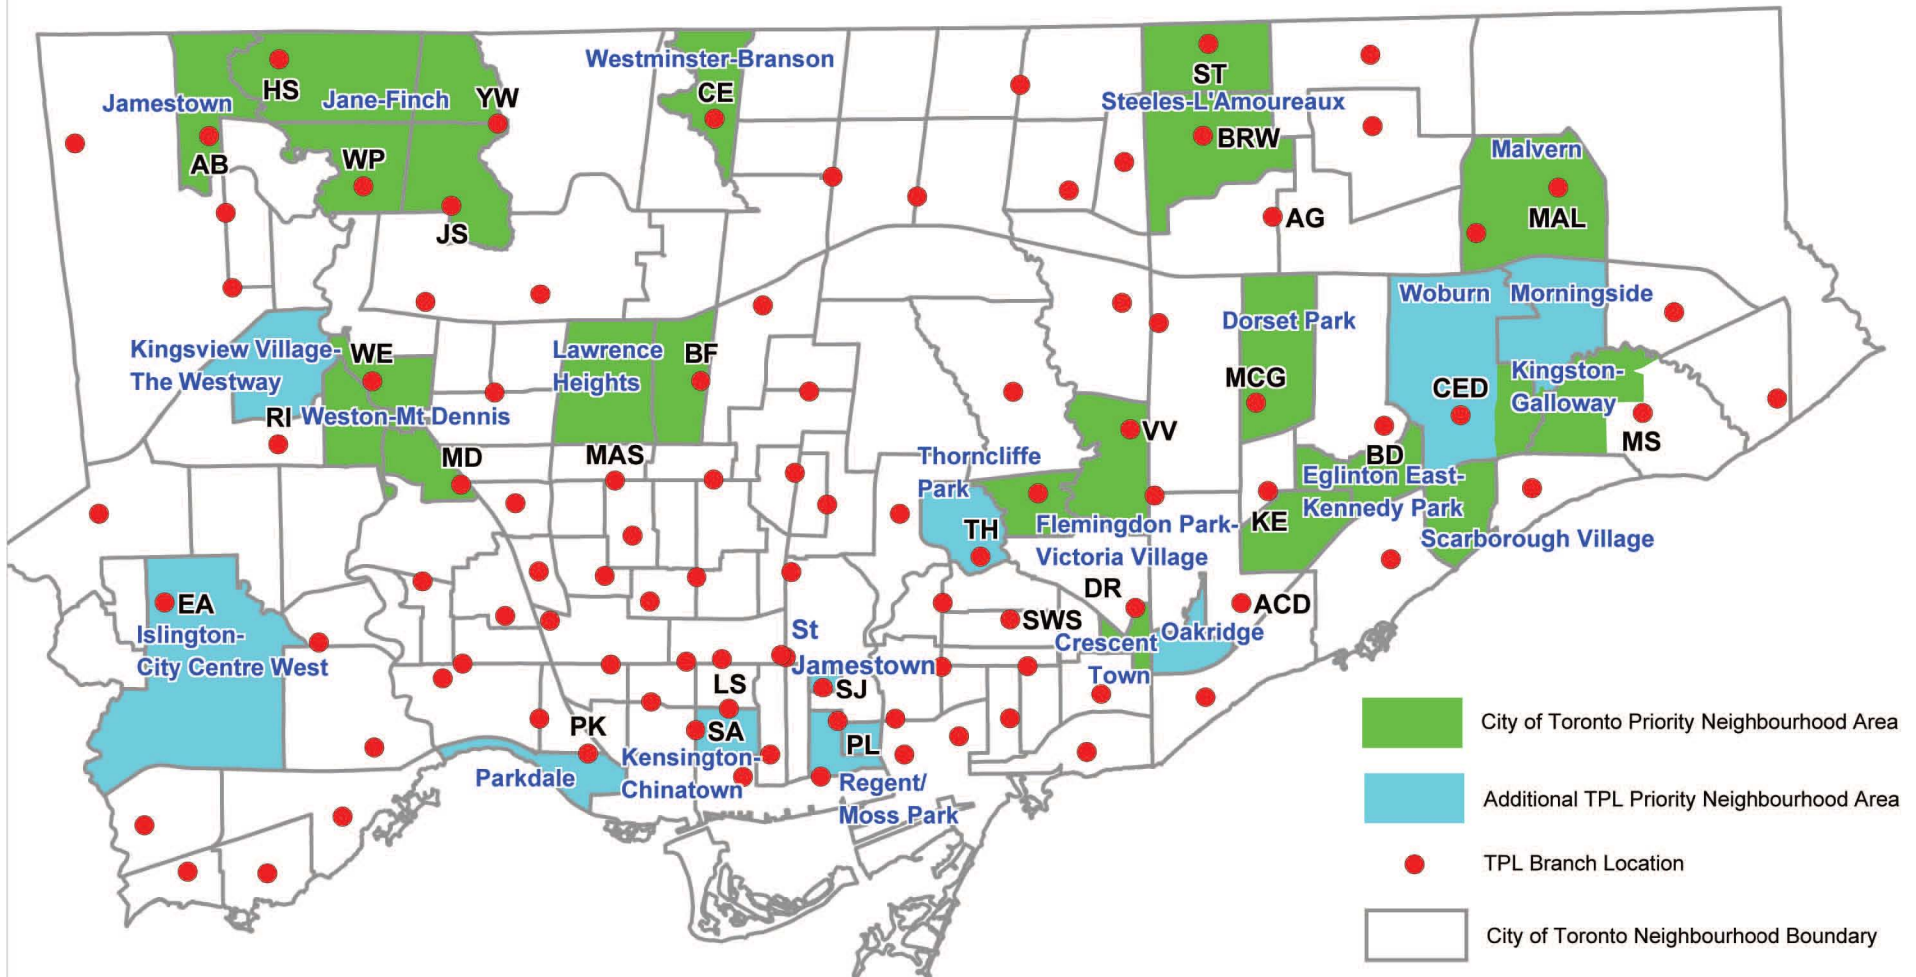 Westminster-Branson
HS
ST
YW
CE
Jamestown
Jane-Finch
Steeles-L'Amoureaux
BRW
Malvern
AB
WP
JS
AG
MAL
Woburn
Morningside
Kingsview Village-
The Westway
WE
Lawrence
Heights
BF
Dorset Park
MCG
CED
Kingston-
Galloway
RI
Weston-Mt Dennis
VV
MS
MD
MAS
Thorncliffe
Park
BD
Eglinton East-
Kennedy Park
TH
Flemingdon Park-
Victoria Village
KE
Scarborough Village
EA
Islington-
City Centre West
DR
ACD
SWS
St
Jamestown
Crescent
Town
Oakridge
LS
SJ
PK
SA
PL
Kensington-
Chinatown
Parkdale
Regent/
Moss Park
City of Toronto Priority Neighbourhood Area
Additional TPL Priority Neighbourhood Area
TPL Branch Location
City of Toronto Neighbourhood Boundary